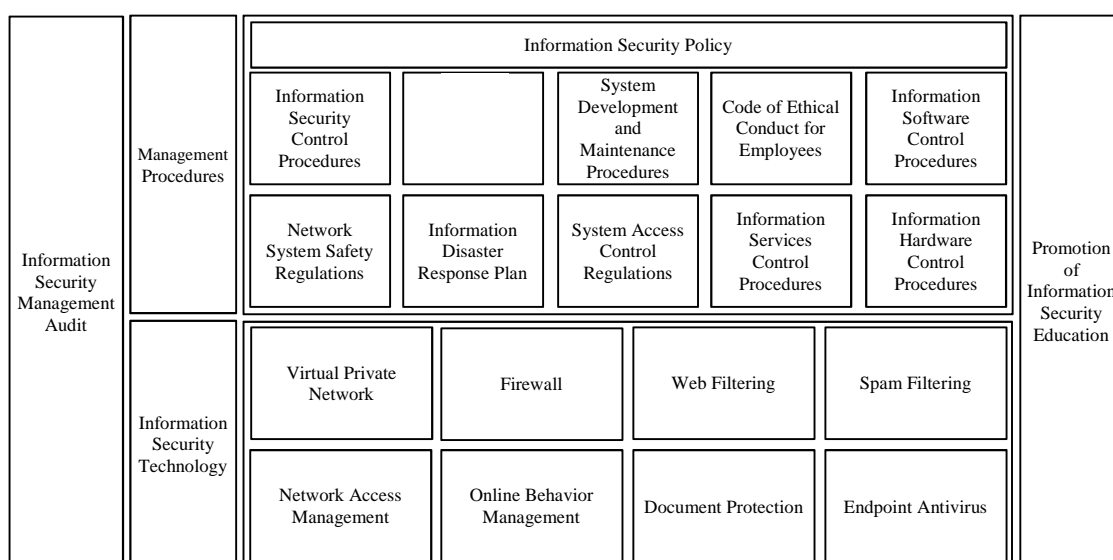 Information
Security
Management
Audit
Management
Procedures
Information Security Policy
Information
Security
Control
Procedures
System
Development
and
Maintenance
Procedures
Code of Ethical
Conduct for
Employees
Information
Software
Control
Procedures
Network
System Safety
Regulations
Information
Disaster
Response Plan
System Access
Control
Regulations
Information
Services
Control
Procedures
Information
Hardware
Control
Procedures
Information
Security
Technology
Virtual Private
Network
Firewall
Web Filtering
Spam Filtering
Network Access
Management
Online Behavior
Management
Document Protection
Endpoint Antivirus
Promotion
of
Information
Security
Education